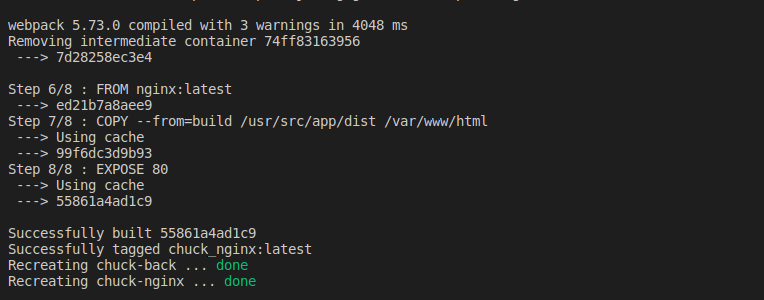 webpack 5.73.0 compiled with 3 warnings in 4048 ms
Removing intermediate container 74ff83163956
 ---> 7d28258ec3e4

Step 6/8 : FROM nginx:latest
 ---> ed21b7a8aee9
Step 7/8 : COPY --from=build /usr/src/app/dist /var/www/html
 ---> Using cache
 ---> 99f6dc3d9b93
Step 8/8 : EXPOSE 80
 ---> Using cache
 ---> 55861a4ad1c9

Successfully built 55861a4ad1c9
Successfully tagged chuck_nginx:latest
Recreating chuck-back ... done
Recreating chuck-nginx ... done